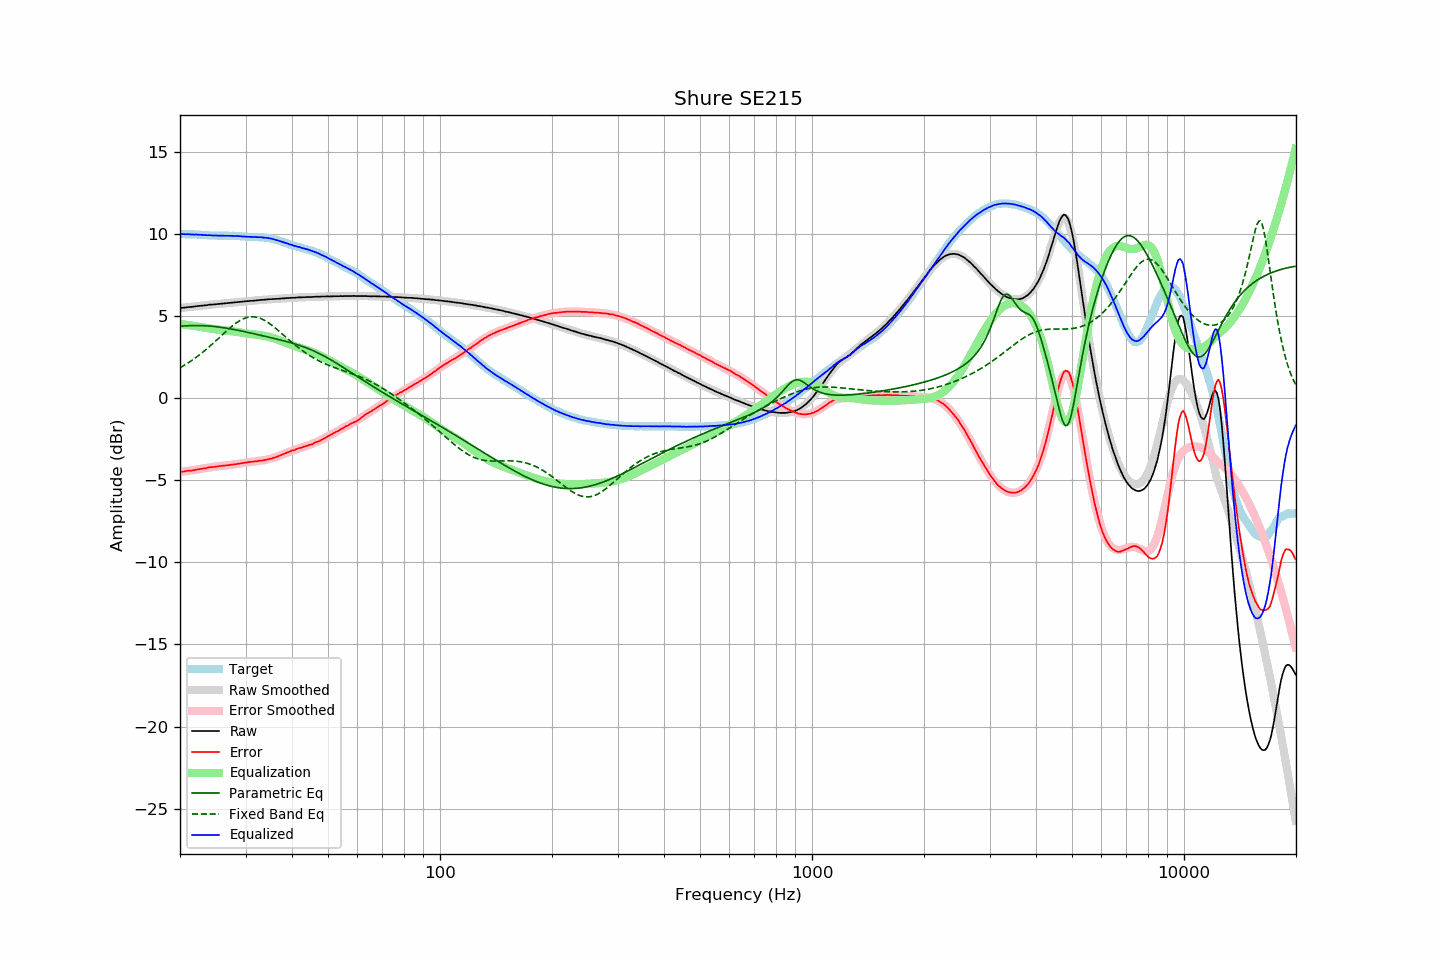 Shure SE215
15
10
5
0
−5
−10
−15
−20
−25
Amplitude (dBr)
Target
Raw Smoothed
Error Smoothed
Raw
Error
Equalization
Parametric Eq
Fixed Band Eq
Equalized
100
1000
10000
Frequency (Hz)